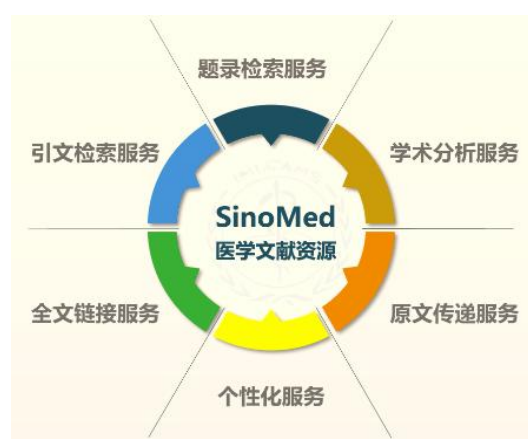 题录检索服务
引文检索服务
学术分析服务
SinoMed
医学文献资源
全文链接服务
原文传递服务
个性化服务